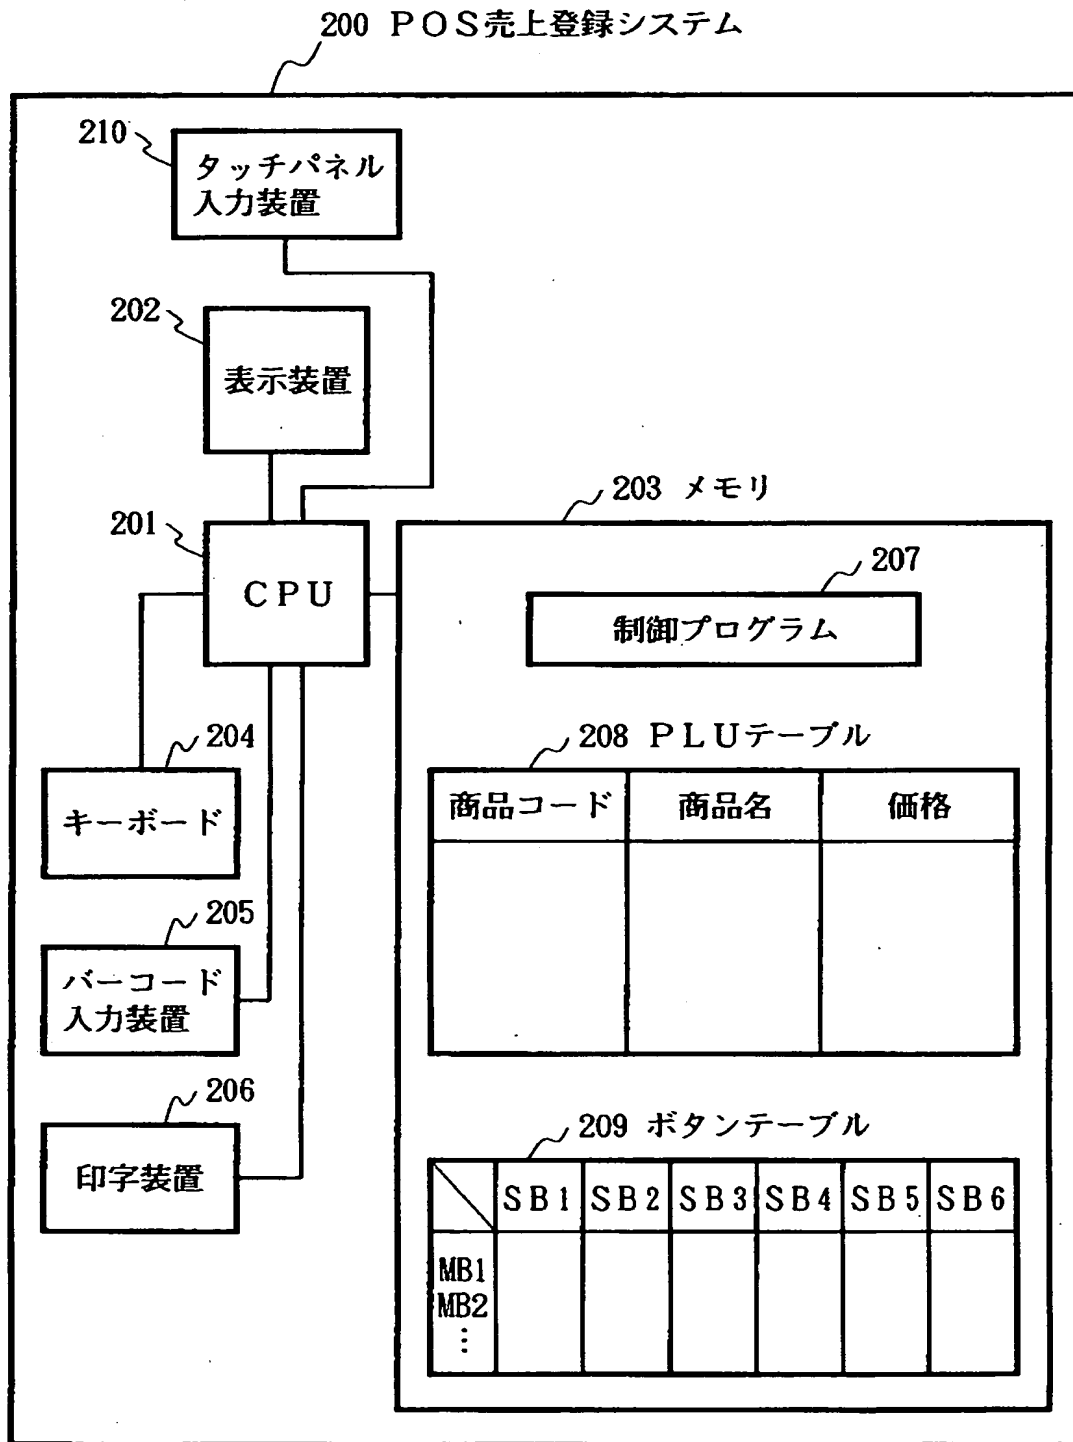 200 POS売上登録システム
210
タッチパネル
入力装置
202
表示装置
203 メモリ
201
CPU
207
制御プログラム
204
キーボード
208 PLUテーブル
商品コード 商品名 価格
205
バーコード
入力装置
206
印字装置
209 ボタンテーブル
SB1 SB2 SB3 SB4 SB5 SB6
MB1
MB2
⋮